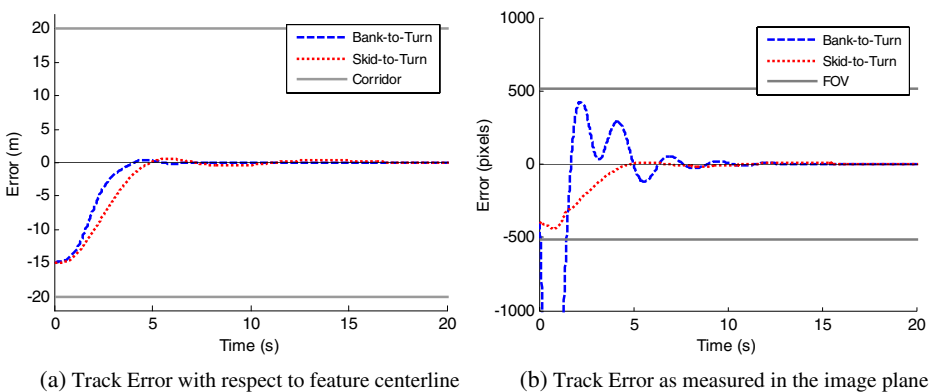 20
15
10
5
0
-5
-10
-15
-20
Error (m)
Bank-to-Turn
Skid-to-Turn
Corridor
0 5 10 15 20
Time (s)
(a) Track Error with respect to feature centerline
1000
500
0
-500
-1000
Error (pixels)
Bank-to-Turn
Skid-to-Turn
FOV
0 5 10 15 20
Time (s)
(b) Track Error as measured in the image plane